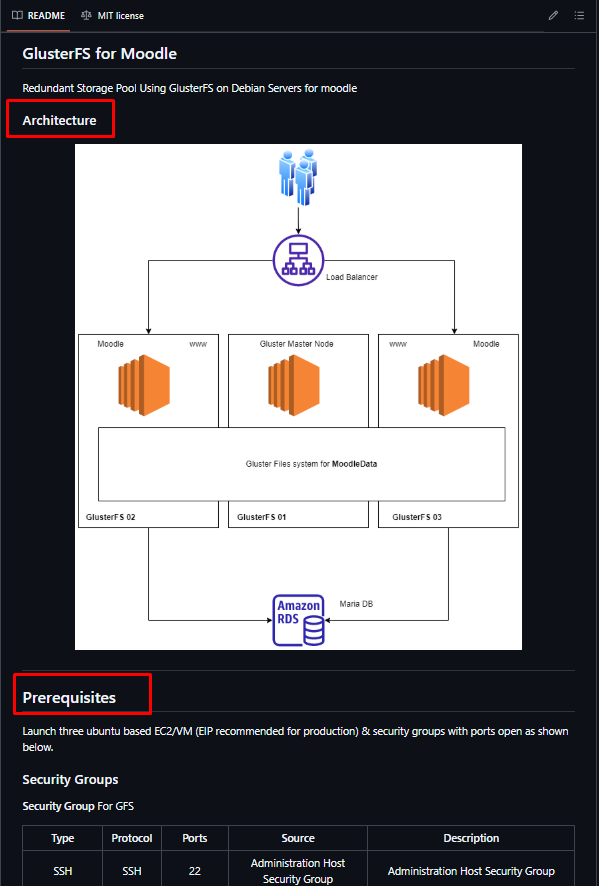 README MIT license
GlusterFS for Moodle
Redundant Storage Pool Using GlusterFS on Debian Servers for moodle
Architecture
Load Balancer
Moodle www
Gluster Master Node
www Moodle
Gluster Files system for MoodleData
GlusterFS 02
GlusterFS 01
GlusterFS 03
Amazon
RDS
Maria DB
Prerequisites
Launch three ubuntu based EC2/VM (EIP recommended for production) & security groups with ports open as shown
below.
Security Groups
Security Group For GFS
Type Protocol Ports Source Description
SSH SSH 22 Administration Host Security Group Administration Host Security Group